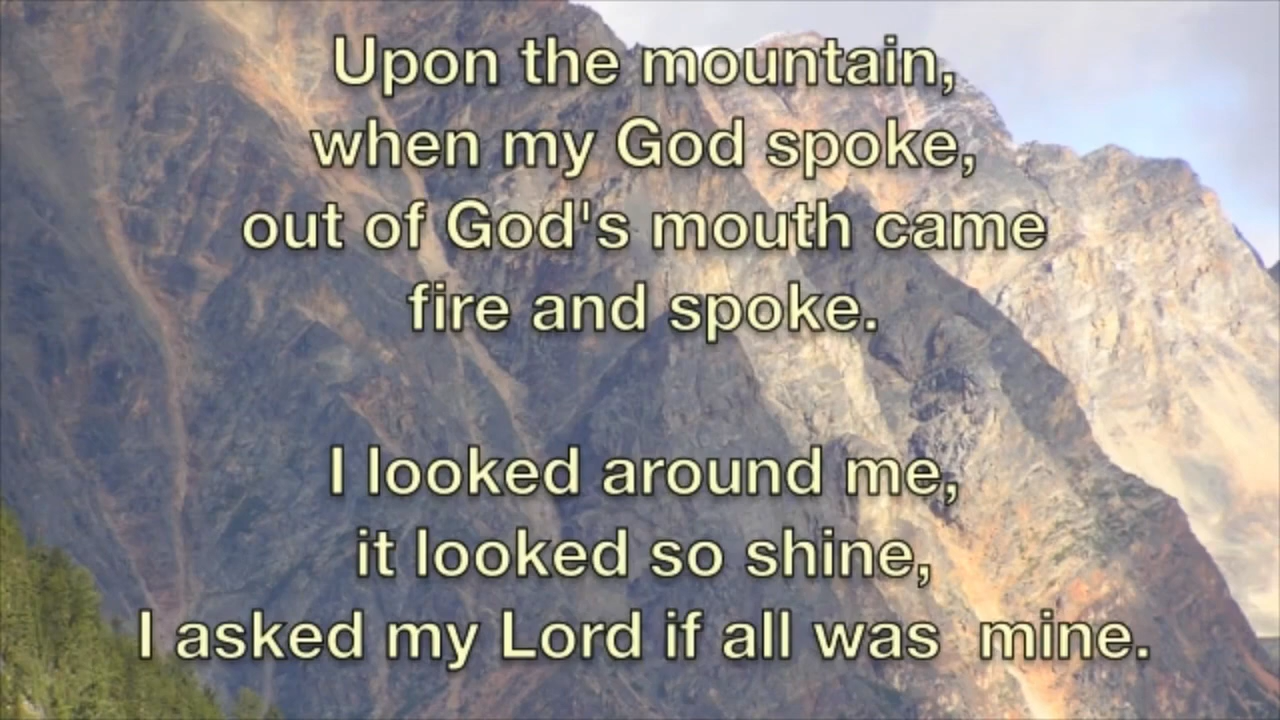 Upon the mountain,
when my God spoke,
out of God's mouth came
fire and spoke.
I looked around me,
it looked so shine,
I asked my Lord if all was  mine.